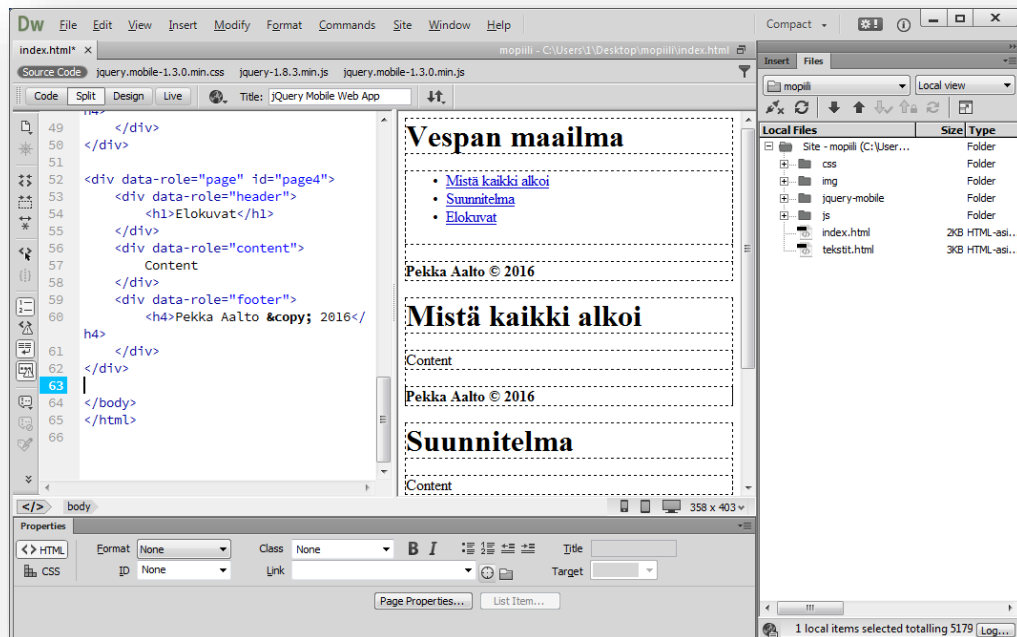 Dw File Edit View Insert Modify Format Commands Site Window Help Compact
index.html* × mopiili - C:\Users\1\Desktop\mopiili\index.html
Source Code jquery.mobile-1.3.0.min.css jquery-1.8.3.min.js jquery.mobile-1.3.0.min.js
Code Split Design Live Title: jQuery Mobile Web App
h4>
49 </div>
50 </div>
51
52 <div data-role="page" id="page4">
53 <div data-role="header">
54 <h1>Elokuvat</h1>
55 </div>
56 <div data-role="content">
57 Content
58 </div>
59 <div data-role="footer">
60 <h4>Pekka Aalto &copy; 2016</
h4>
61 </div>
62 </div>
63
64 </body>
65 </html>
66
Vespan maailma
• Mistä kaikki alkoi
• Suunnitelma
• Elokuvat
Pekka Aalto © 2016
Mistä kaikki alkoi
Content
Pekka Aalto © 2016
Suunnitelma
Content
</> body 358 x 403
Properties
<> HTML Format None Class None B I Title
CSS ID None Link Target
Page Properties... List Item...
Insert Files
mopiili Local view
Local Files Size Type
Site - mopiili (C:\User... Folder
css Folder
img Folder
jquery-mobile Folder
js Folder
index.html 2KB HTML-asi...
tekstit.html 3KB HTML-asi...
1 local items selected totalling 5179 Log...